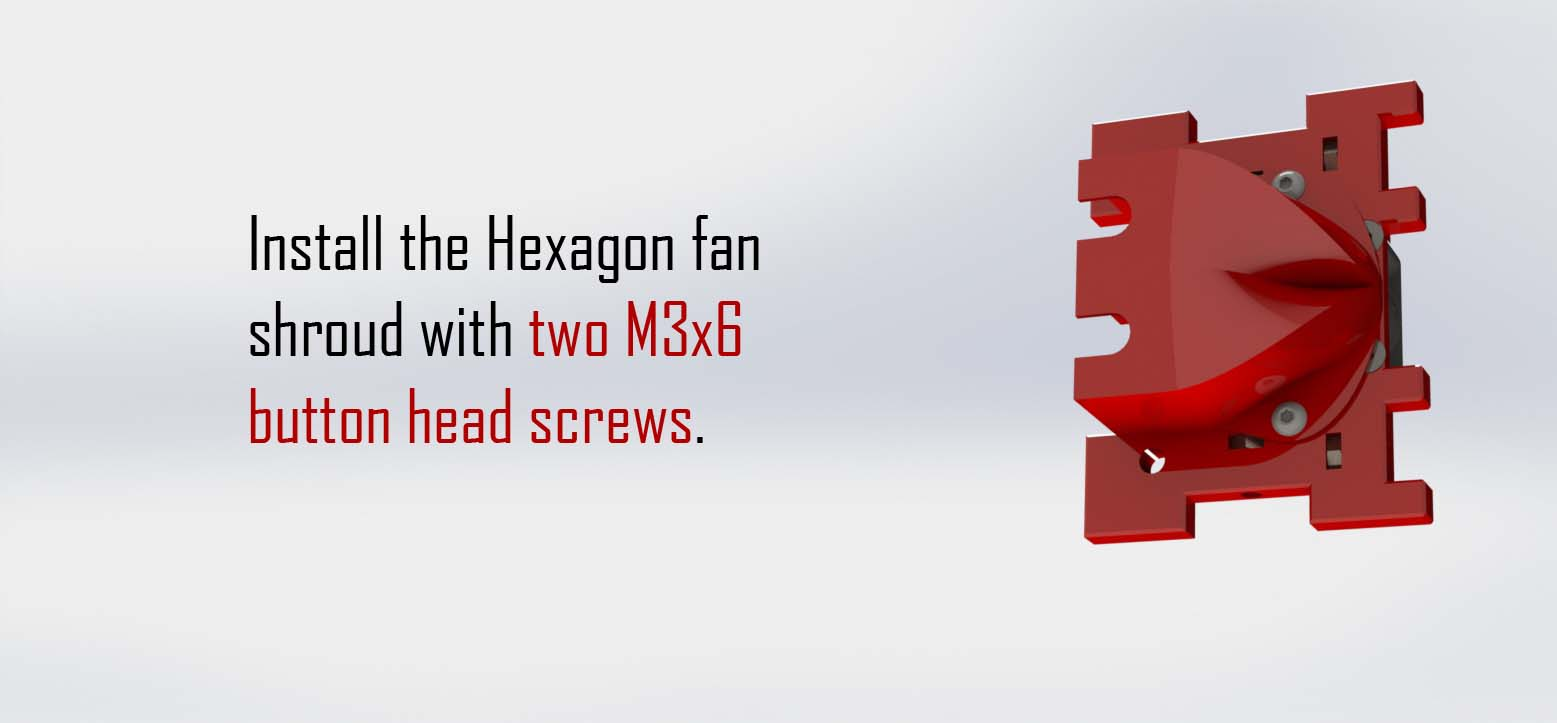 Install the Hexagon fan
shroud with two M3x6
button head screws.